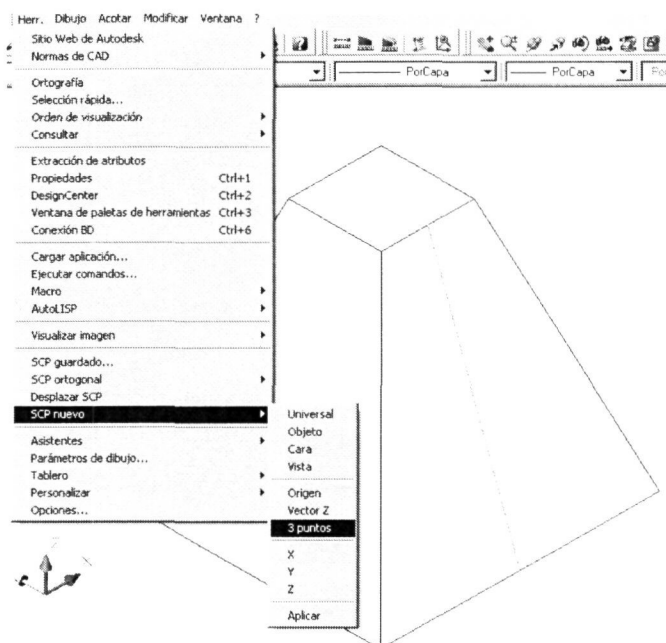 Herr. Dibujo Acotar Modificar Ventana ?
Sitio Web de Autodesk
Normas de CAD
PorCapa
PorCapa
Por
Ortografía
Selección rápida...
Orden de visualización
Consultar
Extracción de atributos
Propiedades Ctrl+1
DesignCenter Ctrl+2
Ventana de paletas de herramientas Ctrl+3
Conexión BD Ctrl+6
Cargar aplicación...
Ejecutar comandos...
Macro
AutoLISP
Visualizar imagen
SCP guardado...
SCP ortogonal
Desplazar SCP
SCP nuevo
Asistentes
Parámetros de dibujo...
Tablero
Personalizar
Opciones...
Universal
Objeto
Cara
Vista
Origen
Vector Z
3 puntos
X
Y
Z
Aplicar